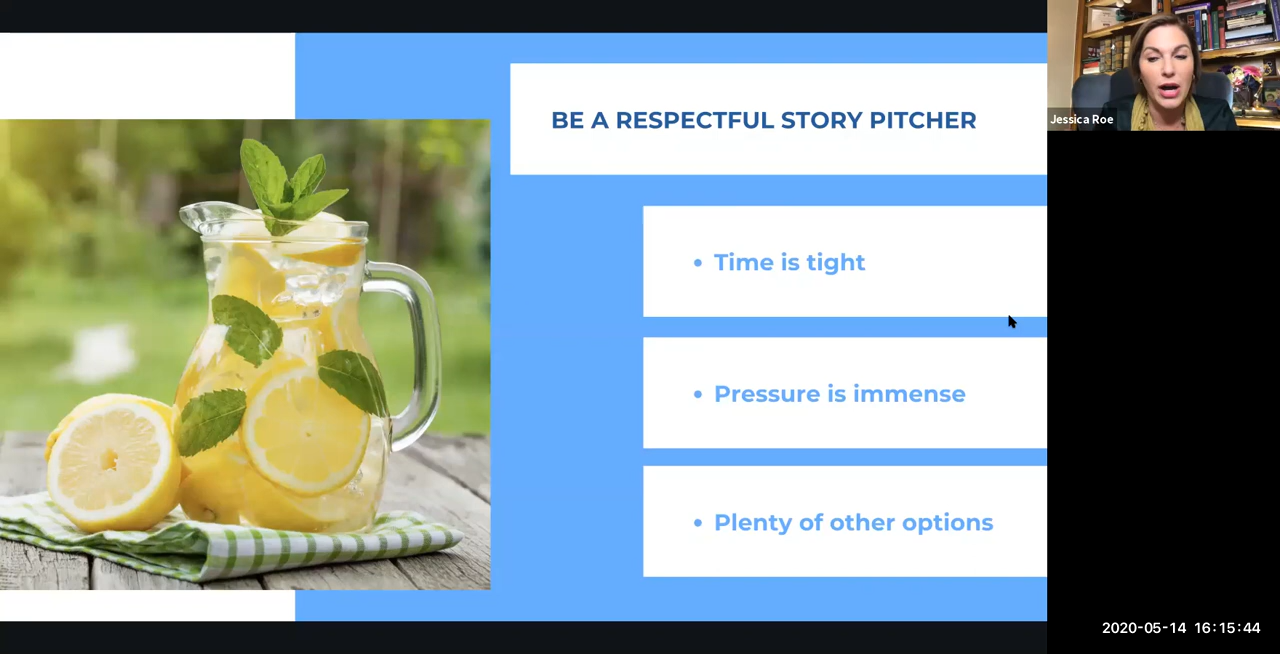 BE A RESPECTFUL STORY PITCHER
• Time is tight
• Pressure is immense
• Plenty of other options
Jessica Roe
2020-05-14 16:15:44